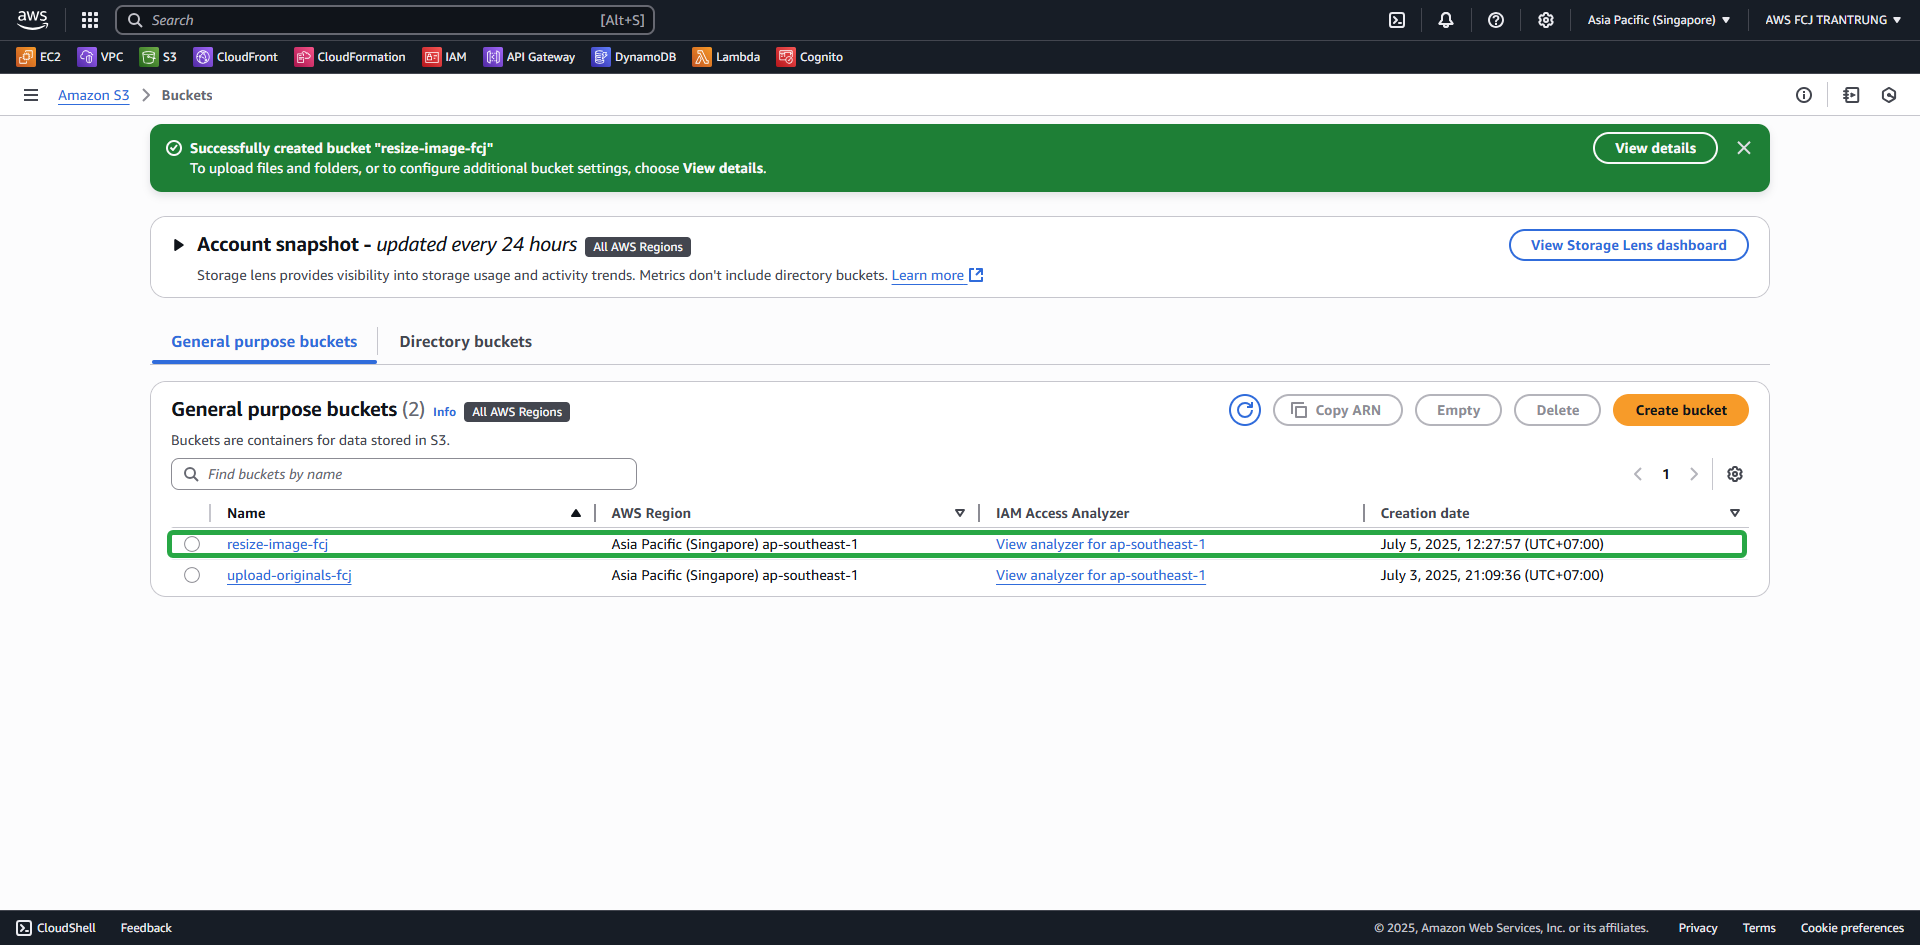 aws Search [Alt+S] Asia Pacific (Singapore) AWS FCJ TRANTRUNG
EC2 VPC S3 CloudFront CloudFormation IAM API Gateway DynamoDB Lambda Cognito
Amazon S3 Buckets
Successfully created bucket "resize-image-fcj"
To upload files and folders, or to configure additional bucket settings, choose View details.
View details
Account snapshot - updated every 24 hours All AWS Regions
View Storage Lens dashboard
Storage lens provides visibility into storage usage and activity trends. Metrics don't include directory buckets. Learn more
General purpose buckets Directory buckets
General purpose buckets (2) Info All AWS Regions
Copy ARN Empty Delete Create bucket
Buckets are containers for data stored in S3.
Find buckets by name
1
Name AWS Region IAM Access Analyzer Creation date
resize-image-fcj Asia Pacific (Singapore) ap-southeast-1 View analyzer for ap-southeast-1 July 5, 2025, 12:27:57 (UTC+07:00)
upload-originals-fcj Asia Pacific (Singapore) ap-southeast-1 View analyzer for ap-southeast-1 July 3, 2025, 21:09:36 (UTC+07:00)
CloudShell Feedback © 2025, Amazon Web Services, Inc. or its affiliates. Privacy Terms Cookie preferences